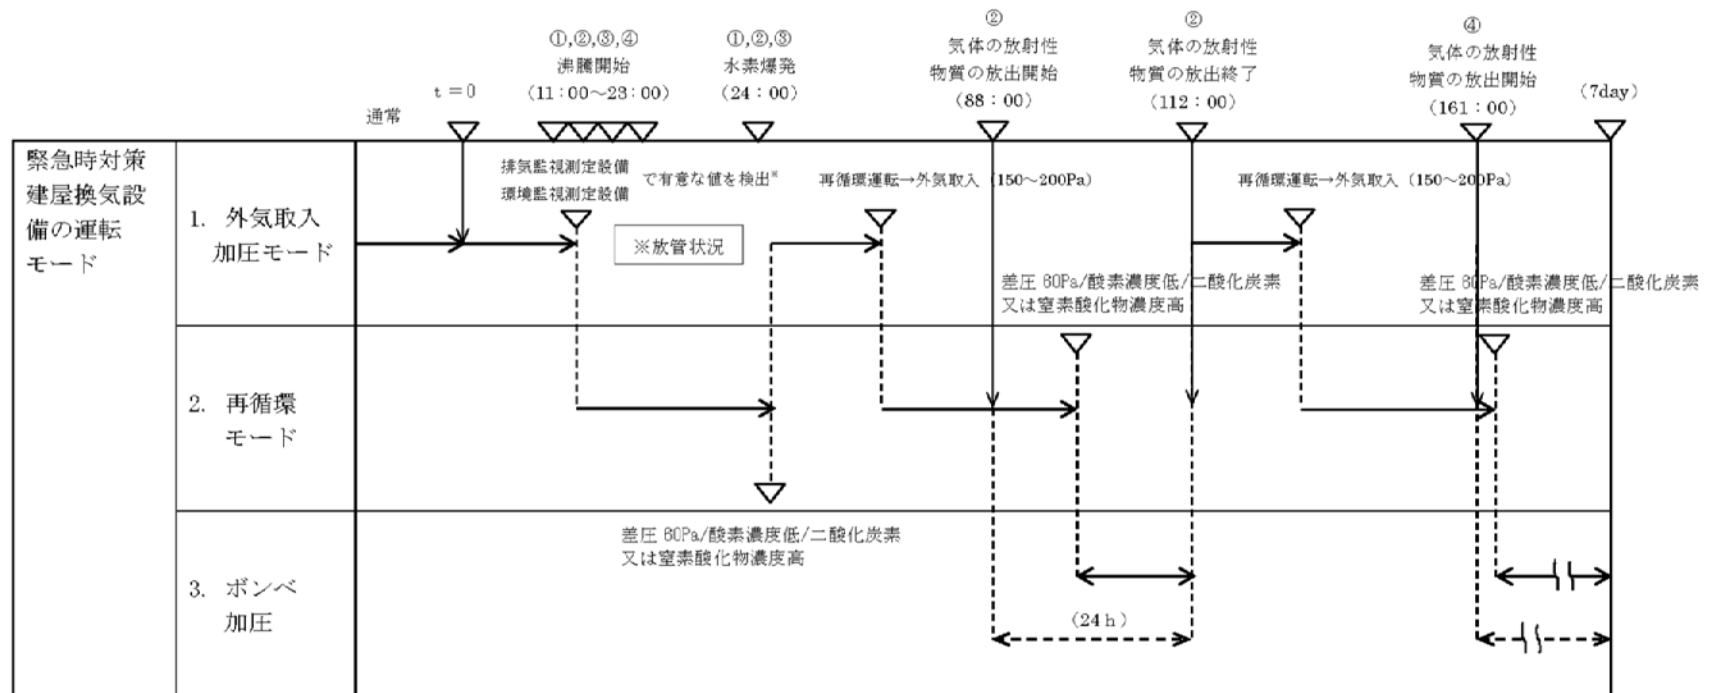 通常
t＝0
①,②,③,④
沸騰開始
(11：00～23：00)
①,②,③
水素爆発
(24：00)
②
気体の放射性
物質の放出開始
(88：00)
②
気体の放射性
物質の放出終了
(112：00)
④
気体の放射性
物質の放出開始
(161：00)
(7day)
緊急時対策
建屋換気設
備の運転
モード
1. 外気取入
加圧モード
排気監視測定設備
環境監視測定設備
で有意な値を検出※
※放管状況
再循環運転→外気取入（150～200Pa）
再循環運転→外気取入（150～200Pa）
差圧 60Pa/酸素濃度低/二酸化炭素
又は窒素酸化物濃度高
差圧 60Pa/酸素濃度低/二酸化炭素
又は窒素酸化物濃度高
2. 再循環
モード
3. ボンベ
加圧
差圧 60Pa/酸素濃度低/二酸化炭素
又は窒素酸化物濃度高
(24h)